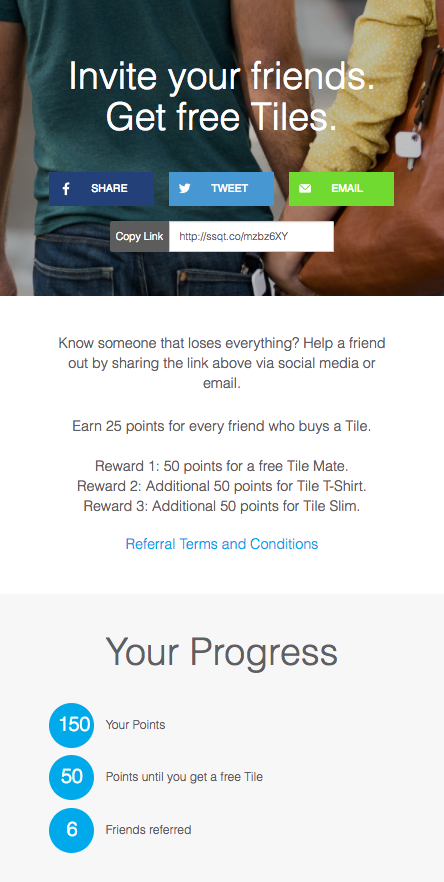 Invite your friends.
Get free Tiles.
SHARE
TWEET
EMAIL
Copy Link
http://ssqt.co/mzbz6XY
Know someone that loses everything? Help a friend
out by sharing the link above via social media or
email.
Earn 25 points for every friend who buys a Tile.
Reward 1: 50 points for a free Tile Mate.
Reward 2: Additional 50 points for Tile T-Shirt.
Reward 3: Additional 50 points for Tile Slim.
Referral Terms and Conditions
Your Progress
150 Your Points
50 Points until you get a free Tile
6 Friends referred